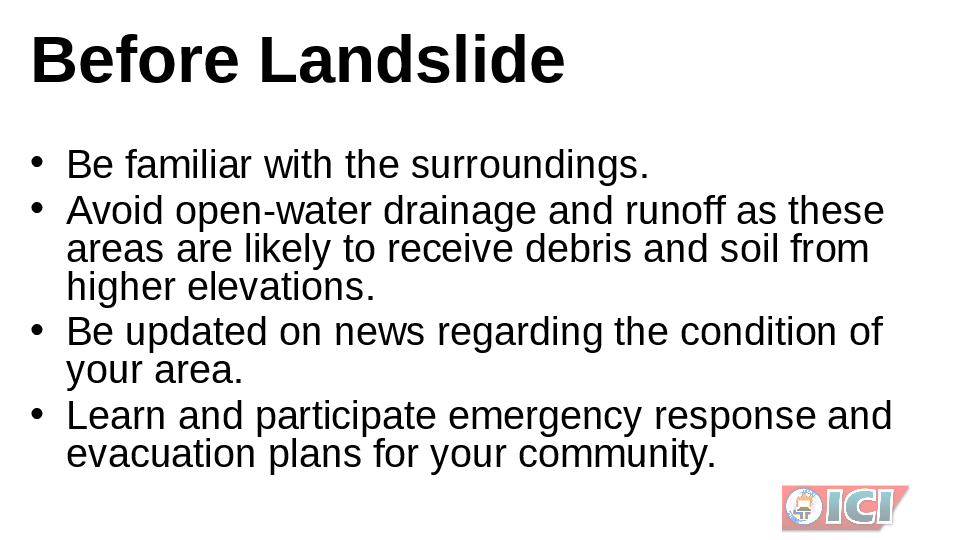 Before Landslide
• Be familiar with the surroundings.
• Avoid open-water drainage and runoff as these
areas are likely to receive debris and soil from
higher elevations.
• Be updated on news regarding the condition of
your area.
• Learn and participate emergency response and
evacuation plans for your community.
ICI